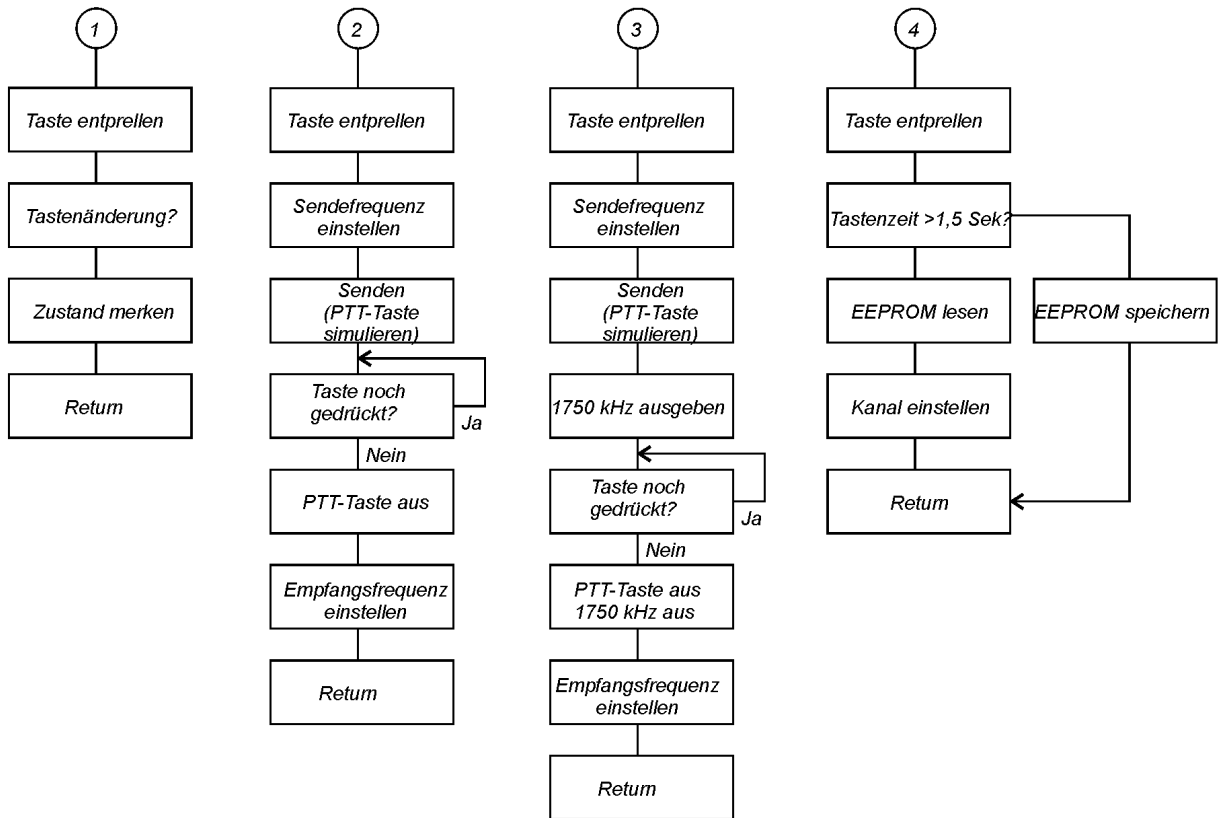 1
Taste entprellen
Tastenänderung?
Zustand merken
Return
2
Taste entprellen
Sendefrequenz
einstellen
Senden
(PTT-Taste
simulieren)
Taste noch
gedrückt?
Ja
Nein
PTT-Taste aus
Empfangsfrequenz
einstellen
Return
3
Taste entprellen
Sendefrequenz
einstellen
Senden
(PTT-Taste
simulieren)
1750 kHz ausgeben
Taste noch
gedrückt?
Ja
Nein
PTT-Taste aus
1750 kHz aus
Empfangsfrequenz
einstellen
Return
4
Taste entprellen
Tastenzeit >1,5 Sek?
EEPROM lesen
EEPROM speichern
Kanal einstellen
Return